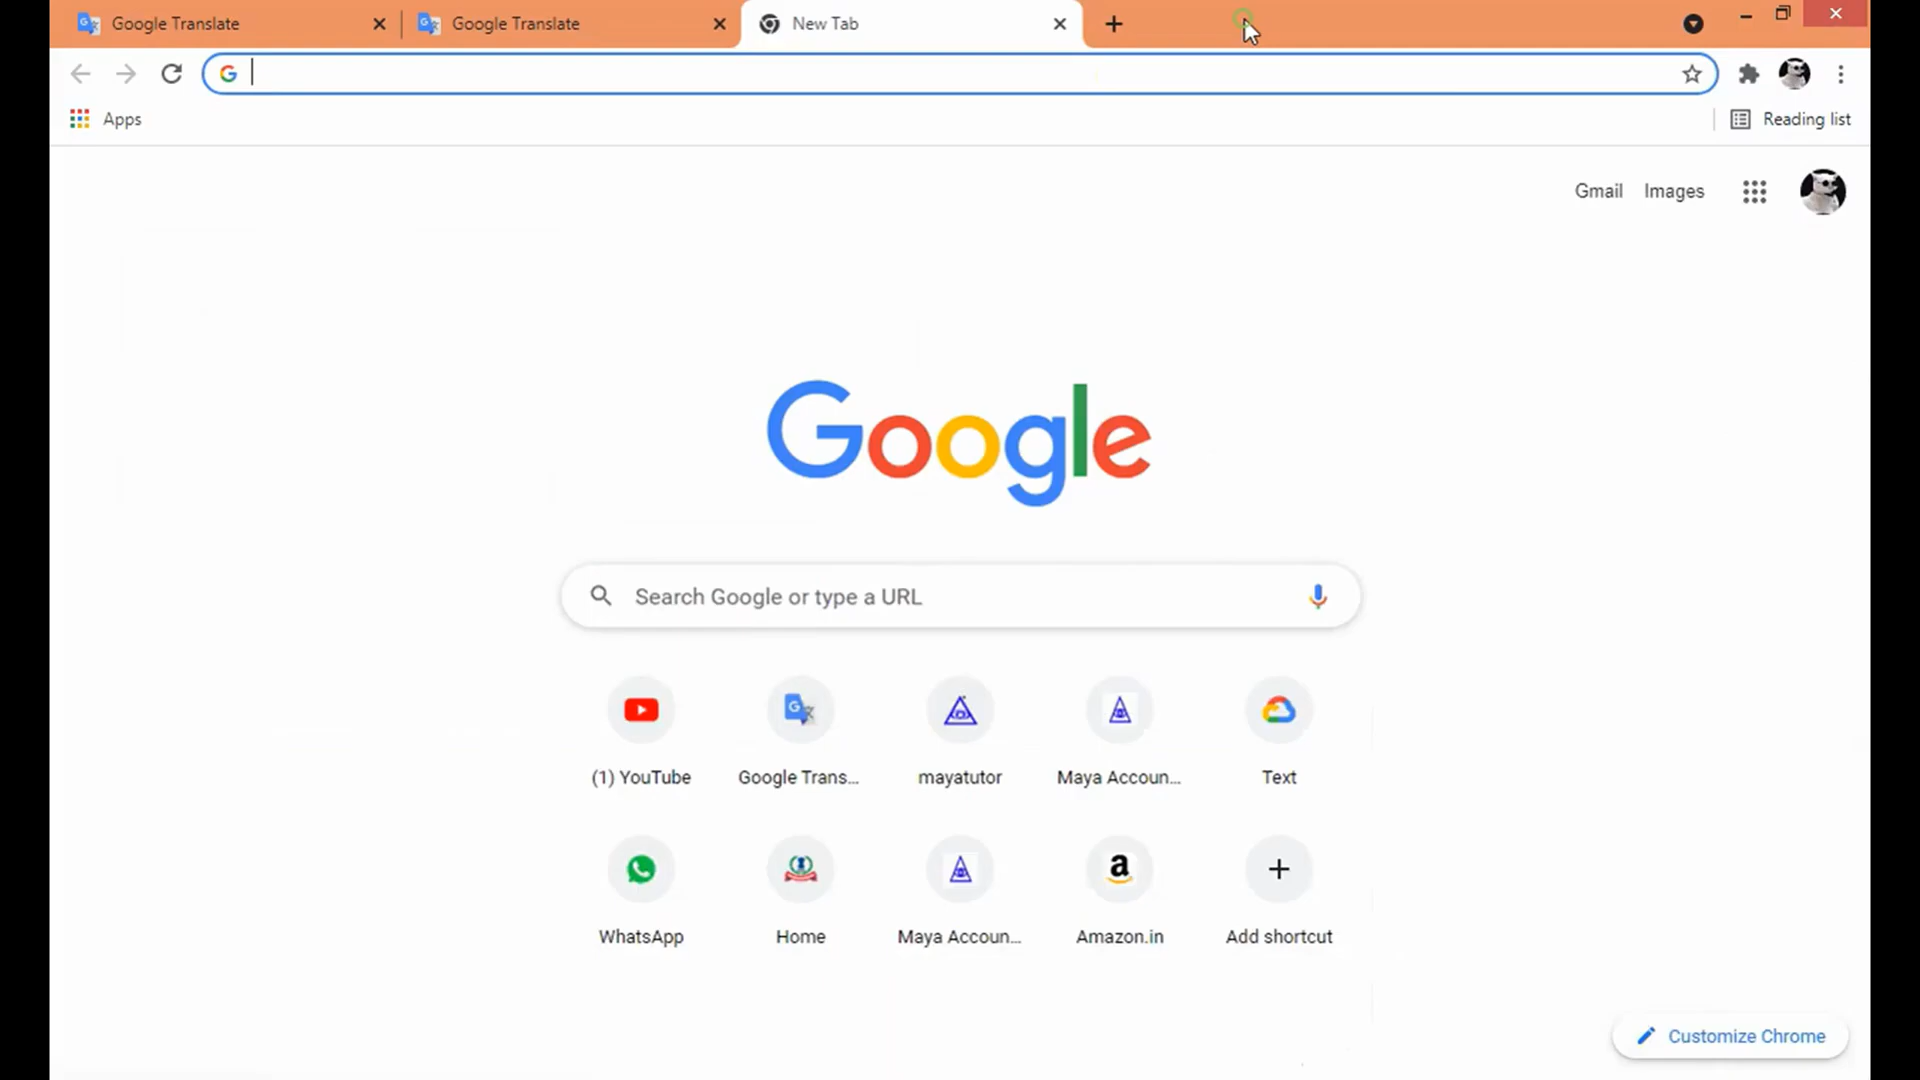 Google Translate
Google Translate
New Tab
Apps
Reading list
Gmail
Images
Google
Search Google or type a URL
(1) YouTube
Google Trans...
mayatutor
Maya Accoun...
Text
WhatsApp
Home
Maya Accoun...
Amazon.in
Add shortcut
Customize Chrome